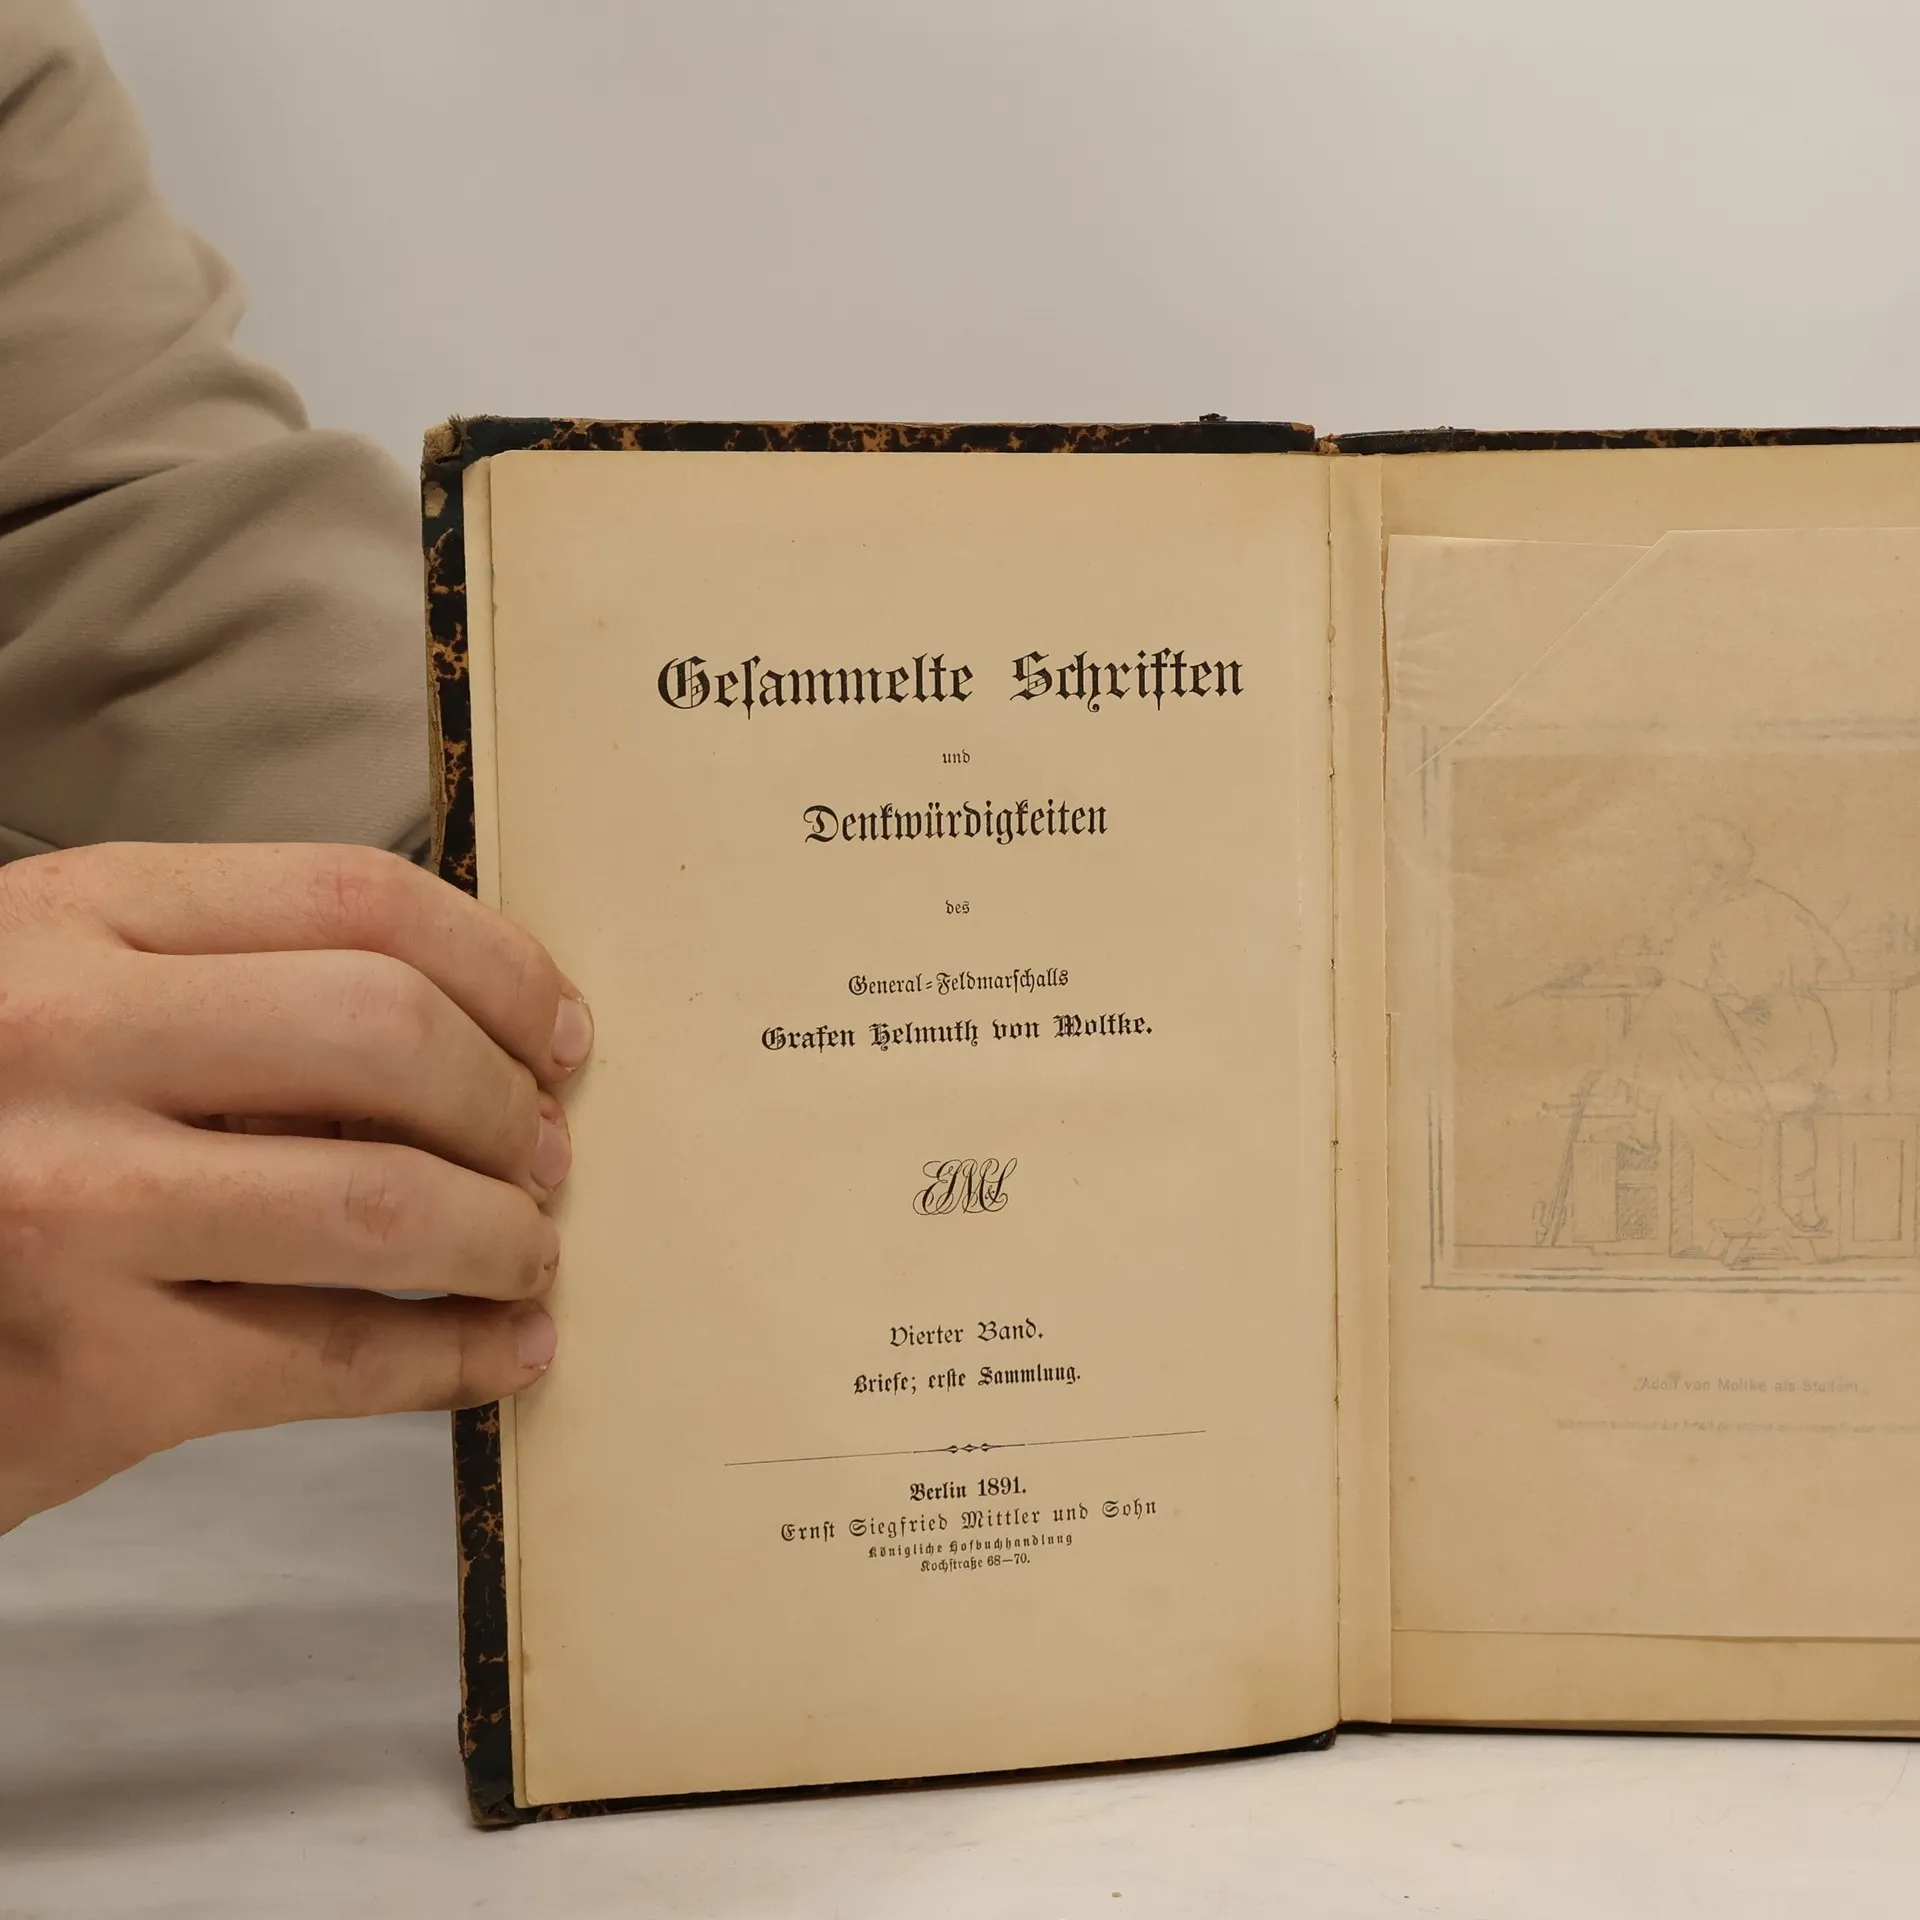 Gesammelte Schriften
und
Denkwürdigkeiten
des
General-Feldmarschalls
Grafen Helmuth von Moltke.
ESM&S
Vierter Band.
Briefe; erste Sammlung.
Berlin 1891.
Ernst Siegfried Mittler und Sohn
Königliche Hofbuchhandlung
Kochstraße 68—70.
„Adolf von Moltke als Student„